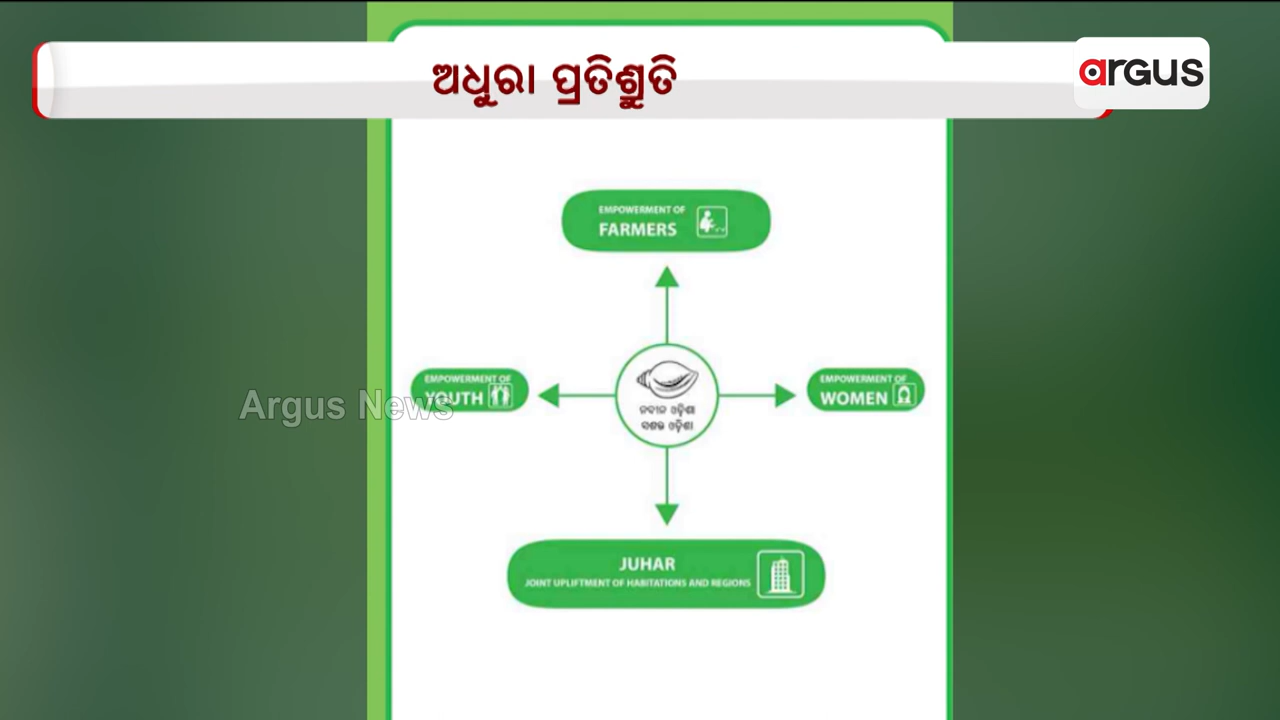 ଅଧୁରା ପ୍ରତିଶ୍ରୁତି
argus
EMPOWERMENT OF
FARMERS
EMPOWERMENT OF
YOUTH
Argus News
ନବୀନ ଓଡ଼ିଶା
ସଶକ୍ତ ଓଡ଼ିଶା
EMPOWERMENT OF
WOMEN
JUHAR
JOINT UPLIFTMENT OF HABITATIONS AND REGIONS